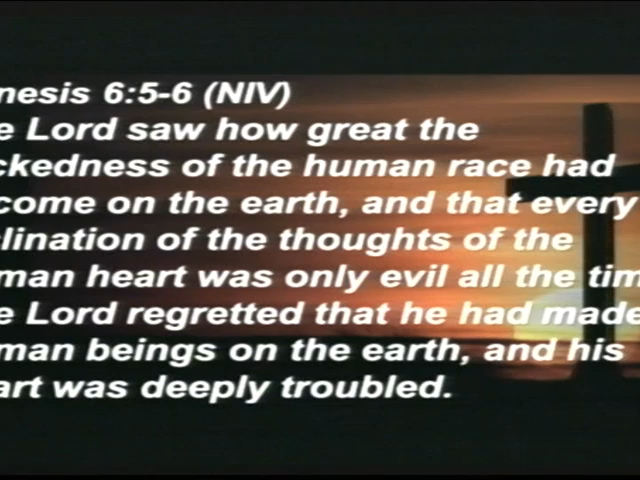 nesis 6:5-6 (NIV)
e Lord saw how great the
ckedness of the human race had
come on the earth, and that every
clination of the thoughts of the
man heart was only evil all the tim
e Lord regretted that he had made
man beings on the earth, and his
art was deeply troubled.